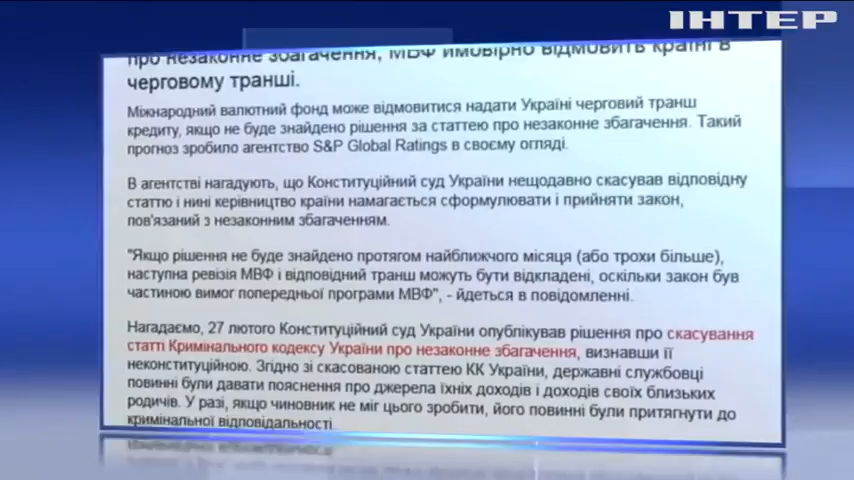 ІНТЕР
про незаконне збагачення, МВФ ймовірно відмовить країні в
черговому транші.
Міжнародний валютний фонд може відмовитися надати Україні черговий транш
кредиту, якщо не буде знайдено рішення за статтею про незаконне збагачення. Такий
прогноз зробило агентство S&P Global Ratings в своєму огляді.
В агентстві нагадують, що Конституційний суд України нещодавно скасував відповідну
статтю і нині керівництво країни намагається сформулювати і прийняти закон,
пов'язаний з незаконним збагаченням.
"Якщо рішення не буде знайдено протягом найближчого місяця (або трохи більше),
наступна ревізія МВФ і відповідний транш можуть бути відкладені, оскільки закон був
частиною вимог попередньої програми МВФ", - йдеться в повідомленні.
Нагадаємо, 27 лютого Конституційний суд України опублікував рішення про скасування
статті Кримінального кодексу України про незаконне збагачення, визнавши її
неконституційною. Згідно зі скасованою статтею КК України, державні службовці
повинні були давати пояснення про джерела їхніх доходів і доходів своїх близьких
родичів. У разі, якщо чиновник не міг цього зробити, його повинні були притягнути до
кримінальної відповідальності.